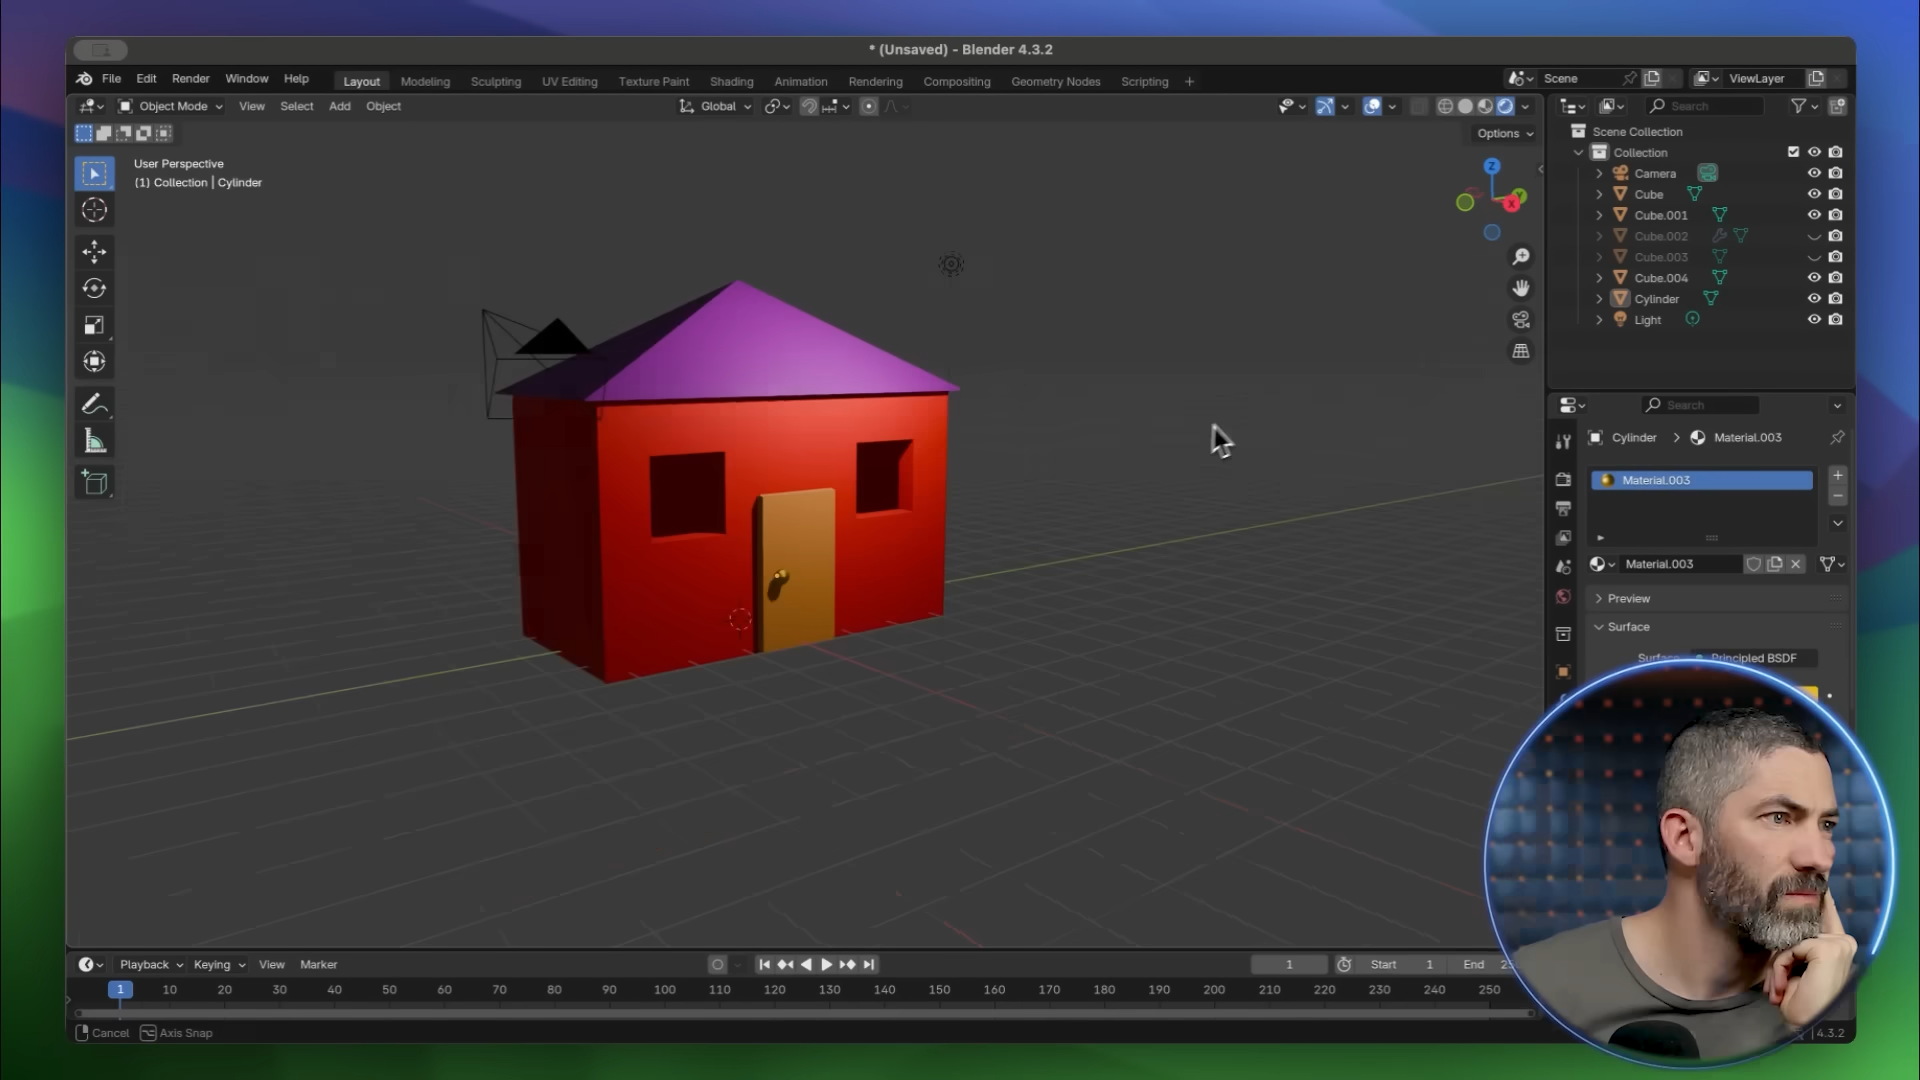 * (Unsaved) - Blender 4.3.2
File Edit Render Window Help Layout Modeling Sculpting UV Editing Texture Paint Shading Animation Rendering Compositing Geometry Nodes Scripting + Scene ViewLayer
Object Mode View Select Add Object Global Search
Options
User Perspective
(1) Collection | Cylinder
Z
Y
X
Scene Collection
Collection
Camera
Cube
Cube.001
Cube.002
Cube.003
Cube.004
Cylinder
Light
Search
Cylinder > Material.003
Material.003
Material.003
Preview
Surface
Surface Principled BSDF
Playback Keying View Marker 1 Start 1 End
1 10 20 30 40 50 60 70 80 90 100 110 120 130 140 150 160 170 180 190 200 210 220 230 240 250
Cancel Axis Snap 4.3.2